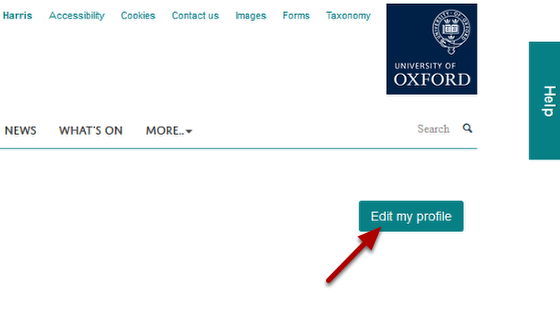 Harris Accessibility Cookies Contact us Images Forms Taxonomy
UNIVERSITY OF
OXFORD
Help
NEWS WHAT'S ON MORE.. Search
Edit my profile